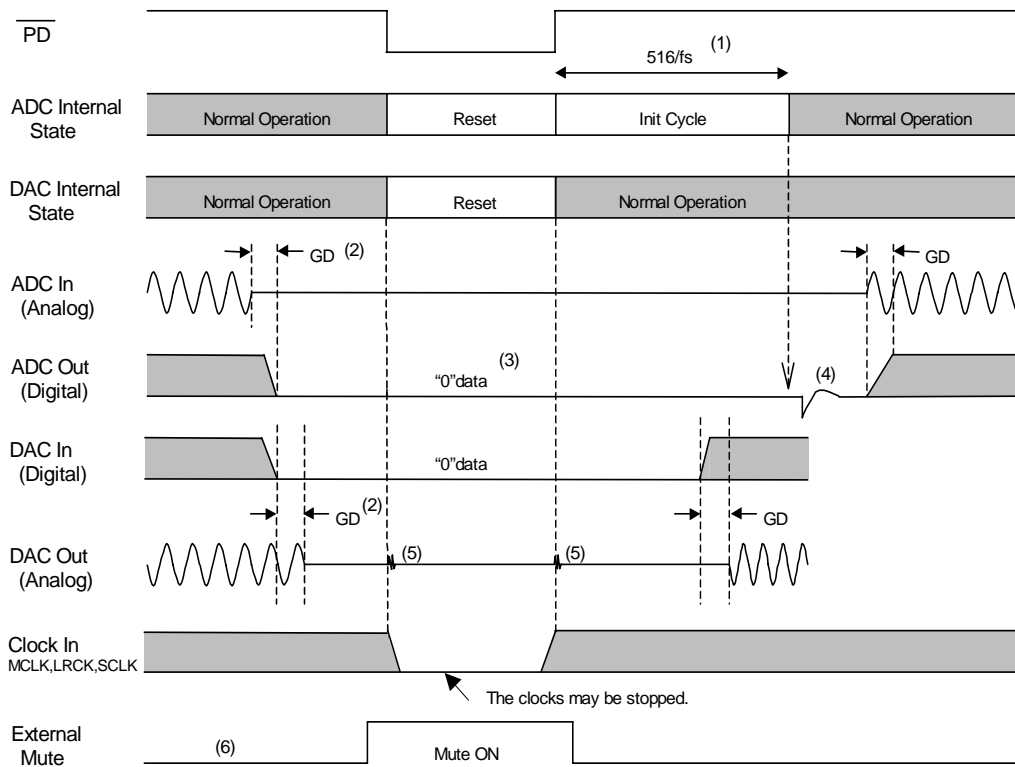 PD
516/fs (1)
ADC Internal
State
Normal Operation Reset Init Cycle Normal Operation
DAC Internal
State
Normal Operation Reset Normal Operation
GD (2) GD
ADC In
(Analog)
ADC Out
(Digital)
“0”data (3) (4)
DAC In
(Digital)
“0”data
GD (2) GD
DAC Out
(Analog)
(5) (5)
Clock In
MCLK,LRCK,SCLK
The clocks may be stopped.
External
Mute
(6) Mute ON